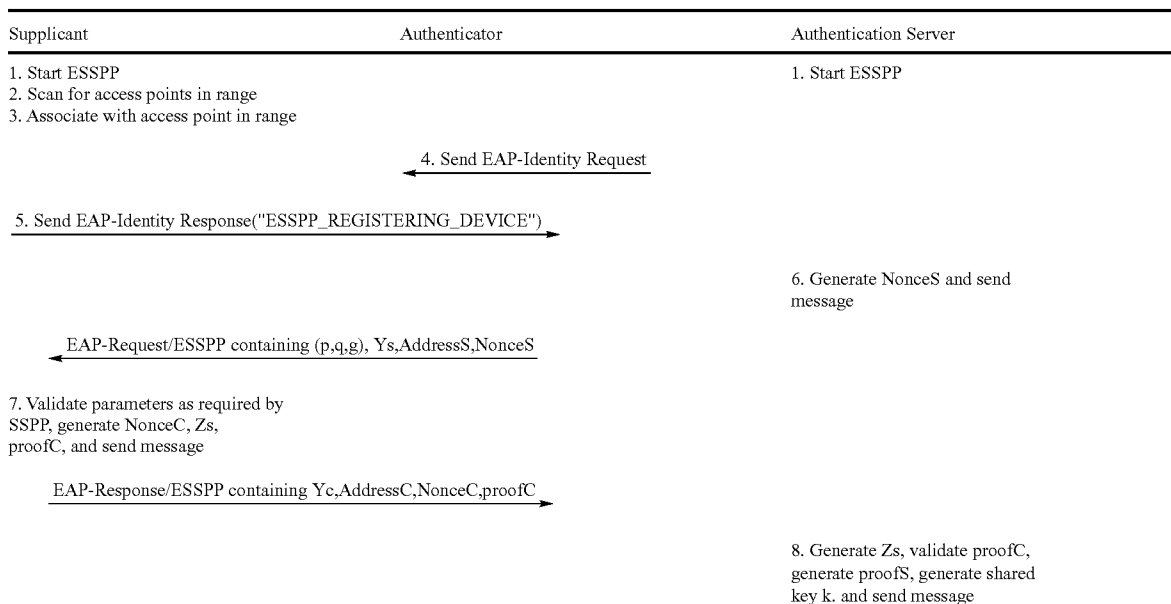 Supplicant Authenticator Authentication Server
1. Start ESSPP 1. Start ESSPP
2. Scan for access points in range
3. Associate with access point in range
4. Send EAP-Identity Request
5. Send EAP-Identity Response("ESSPP_REGISTERING_DEVICE")
6. Generate NonceS and send
message
EAP-Request/ESSPP containing (p,q,g), Ys,AddressS,NonceS
7. Validate parameters as required by
SSPP, generate NonceC, Zs,
proofC, and send message
EAP-Response/ESSPP containing Yc,AddressC,NonceC,proofC
8. Generate Zs, validate proofC,
generate proofS, generate shared
key k. and send message